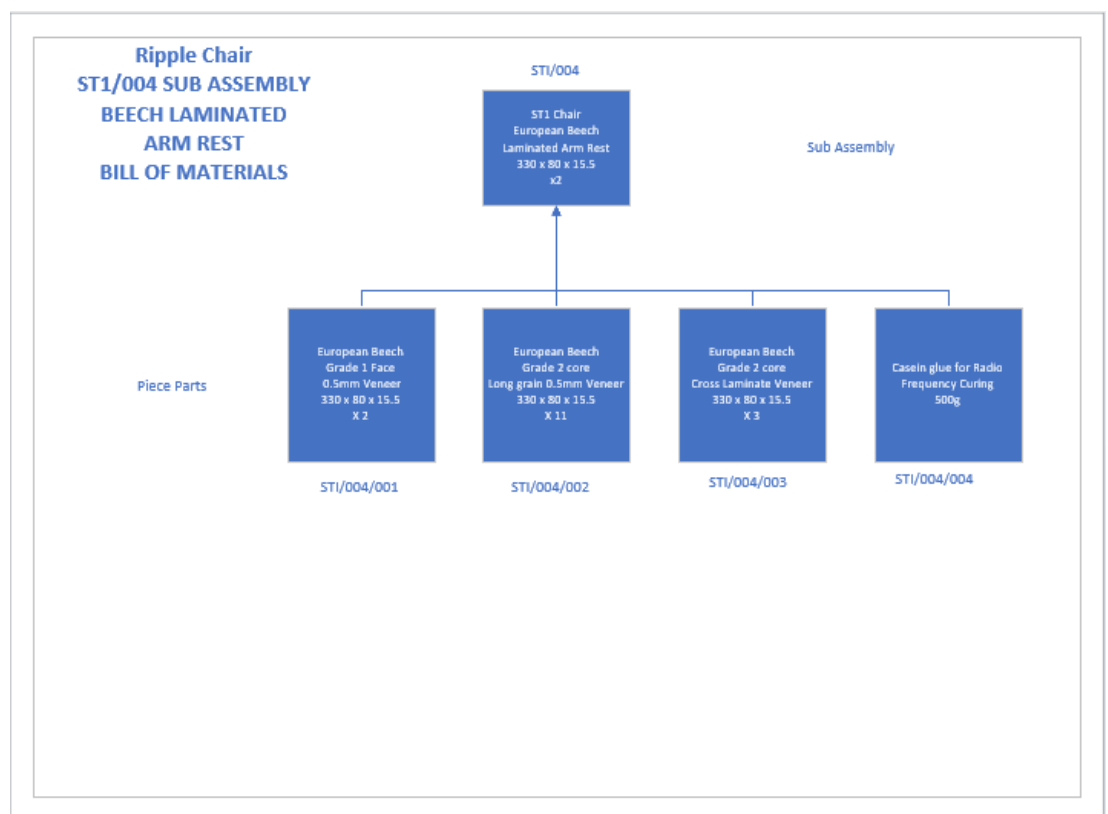 Ripple Chair
ST1/004 SUB ASSEMBLY
BEECH LAMINATED
ARM REST
BILL OF MATERIALS
STI/004
ST1 Chair
European Beech
Laminated Arm Rest
330 x 80 x 15.5
x2
Sub Assembly
Piece Parts
European Beech
Grade 1 Face
0.5mm Veneer
330 x 80 x 15.5
X 2
STI/004/001
European Beech
Grade 2 core
Long grain 0.5mm Veneer
330 x 80 x 15.5
X 11
STI/004/002
European Beech
Grade 2 core
Cross Laminate Veneer
330 x 80 x 15.5
X 3
STI/004/003
Casein glue for Radio
Frequency Curing
500g
STI/004/004